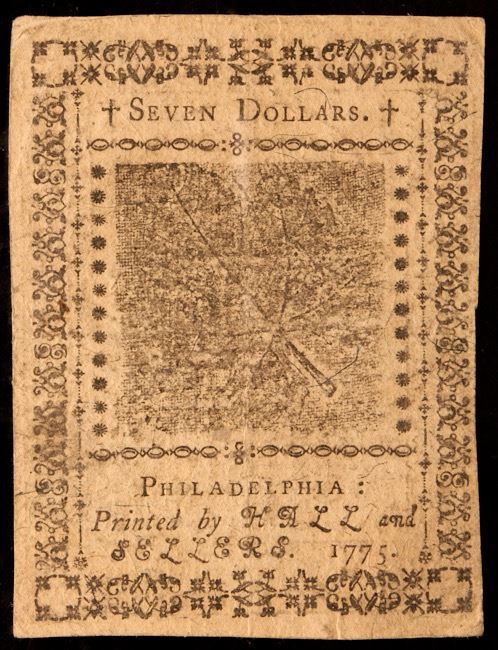 † SEVEN DOLLARS. †
PHILADELPHIA:
Printed by HALL and
SELLERS. 1775.